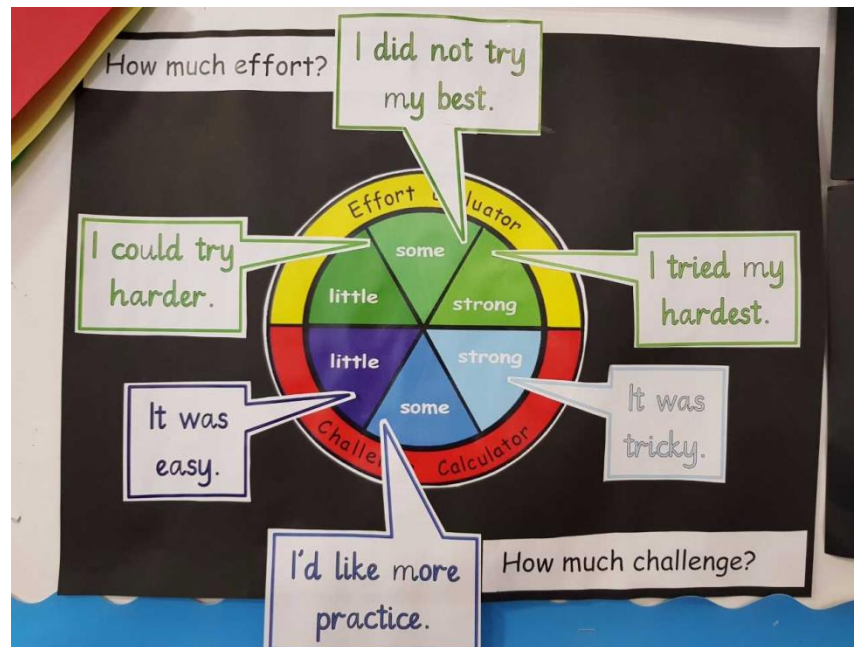 How much effort?
I did not try
my best.
Effort luator
I could try
harder.
some
I tried my
hardest.
little
strong
little
strong
It was
easy.
some
It was
tricky.
Challe Calculator
I'd like more
practice.
How much challenge?